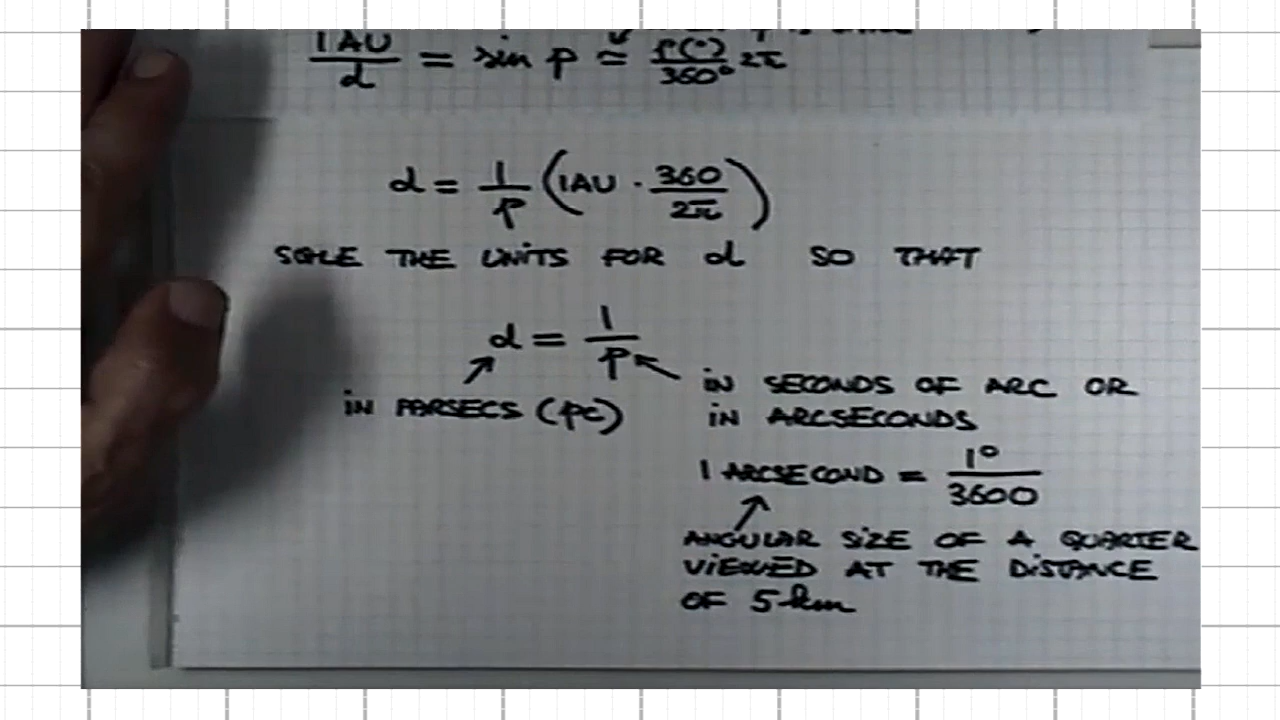 1AU/d = sin p ≃ p(°)/360° 2π
d = 1/p (1AU · 360/2π)
SCALE THE UNITS FOR d SO THAT
d = 1/p
IN SECONDS OF ARC OR
IN PARSECS (pc)
IN ARCSECONDS
1 ARCSECOND = 1°/3600
ANGULAR SIZE OF A QUARTER
VIEWED AT THE DISTANCE
OF 5 km